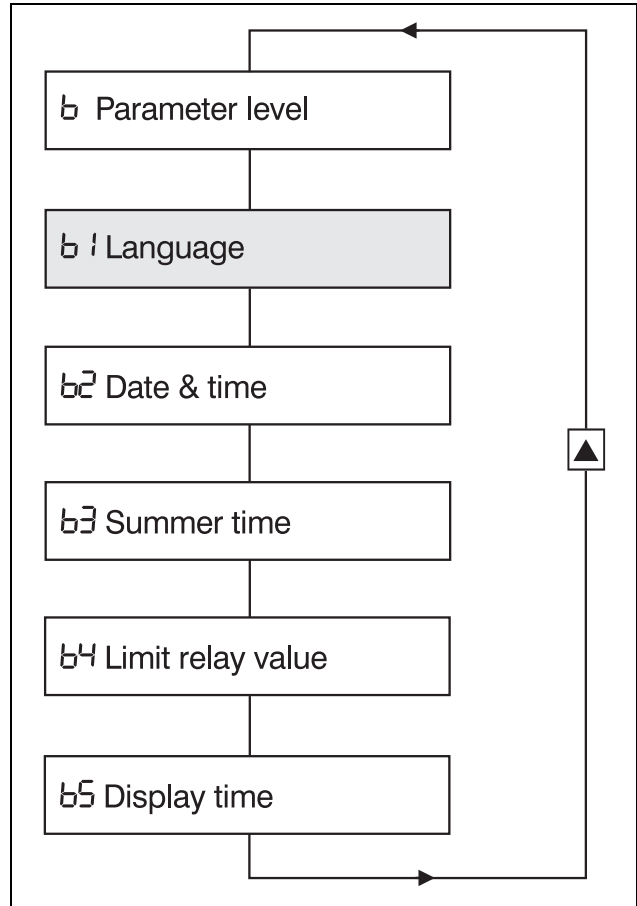 b Parameter level
b1 Language
b2 Date & time
b3 Summer time
b4 Limit relay value
b5 Display time